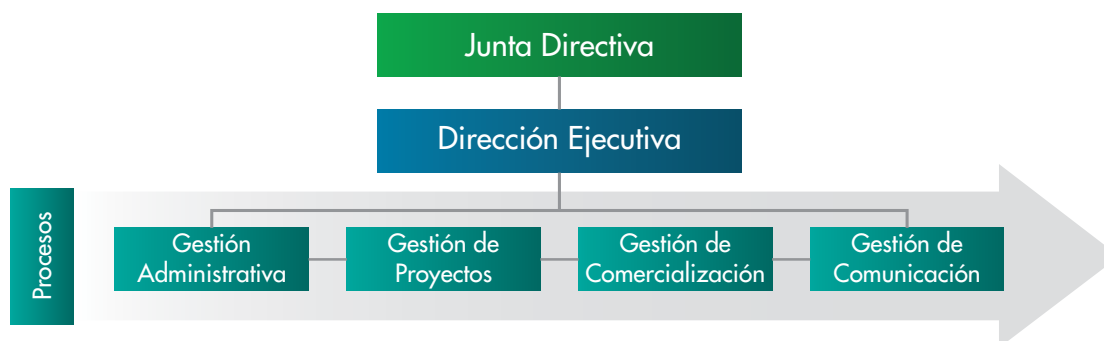 Junta Directiva
Dirección Ejecutiva
Procesos
Gestión
Administrativa
Gestión de
Proyectos
Gestión de
Comercialización
Gestión de
Comunicación